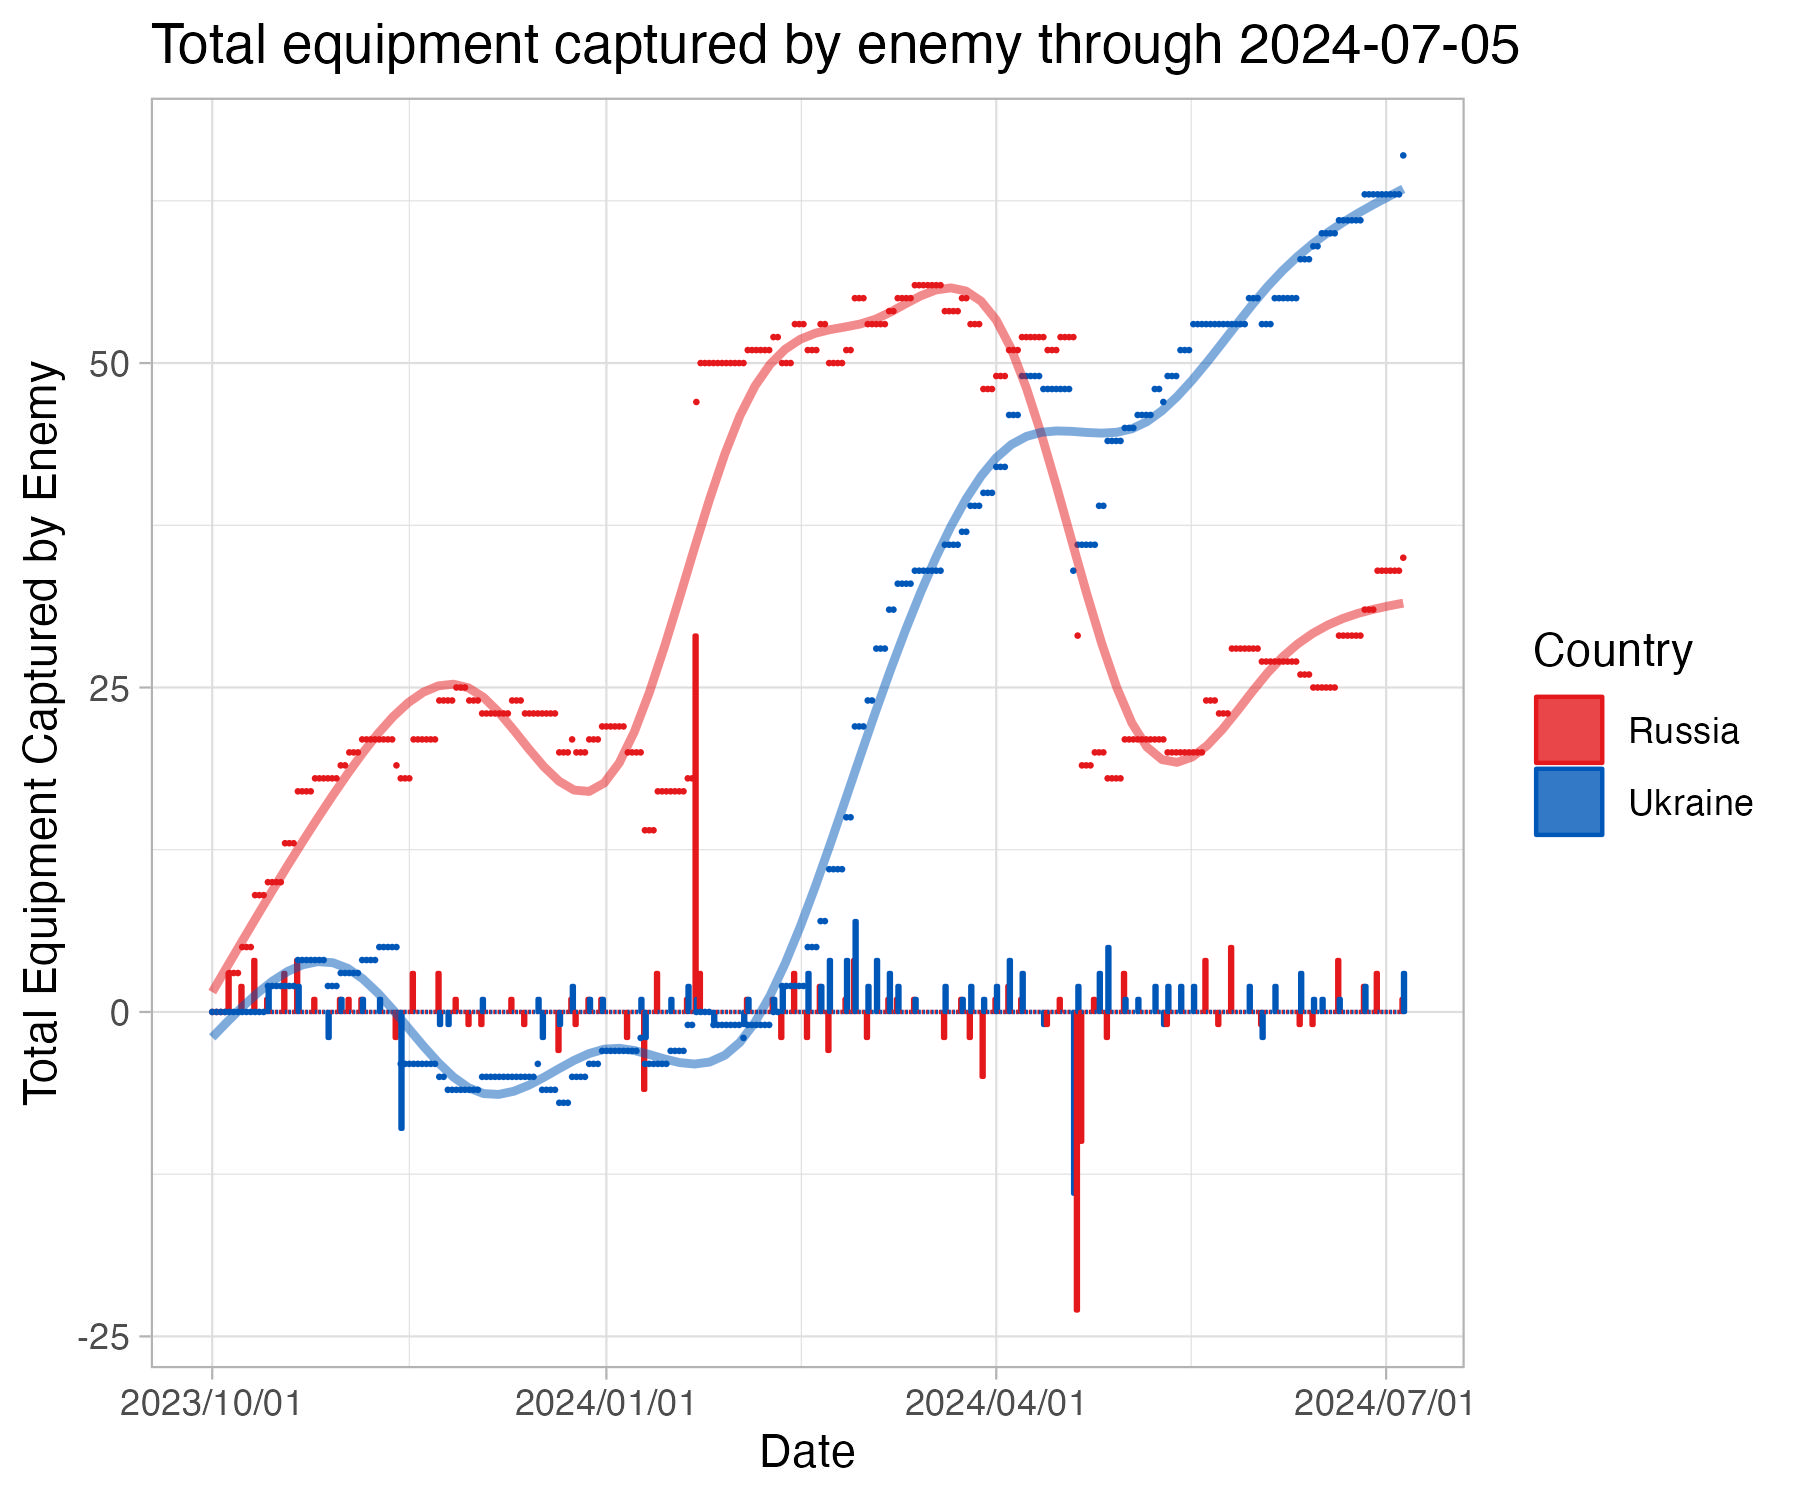 Total equipment captured by enemy through 2024-07-05
Total Equipment Captured by Enemy
50
25
0
-25
2023/10/01
2024/01/01
2024/04/01
2024/07/01
Date
Country
Russia
Ukraine